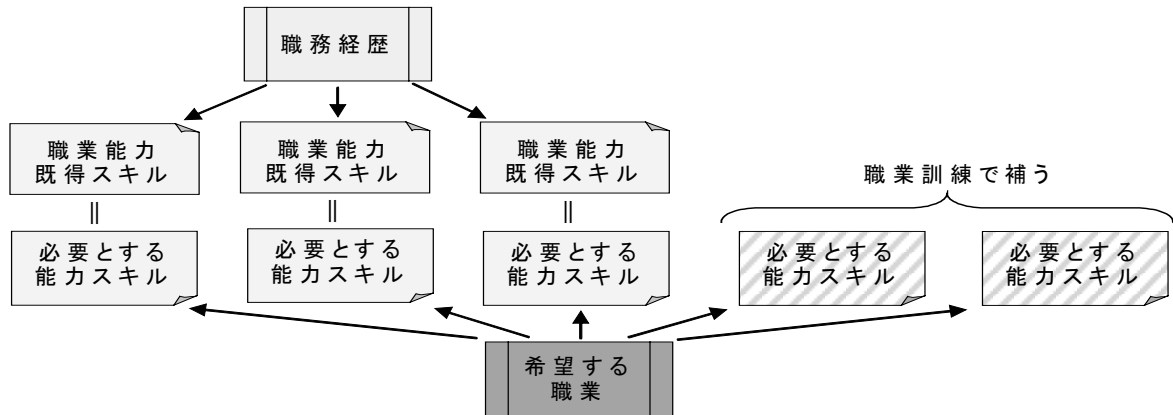 職務経歴
職業能力
既得スキル
職業能力
既得スキル
職業能力
既得スキル
職業訓練で補う
||
||
||
必要とする
能力スキル
必要とする
能力スキル
必要とする
能力スキル
必要とする
能力スキル
必要とする
能力スキル
希望する
職業